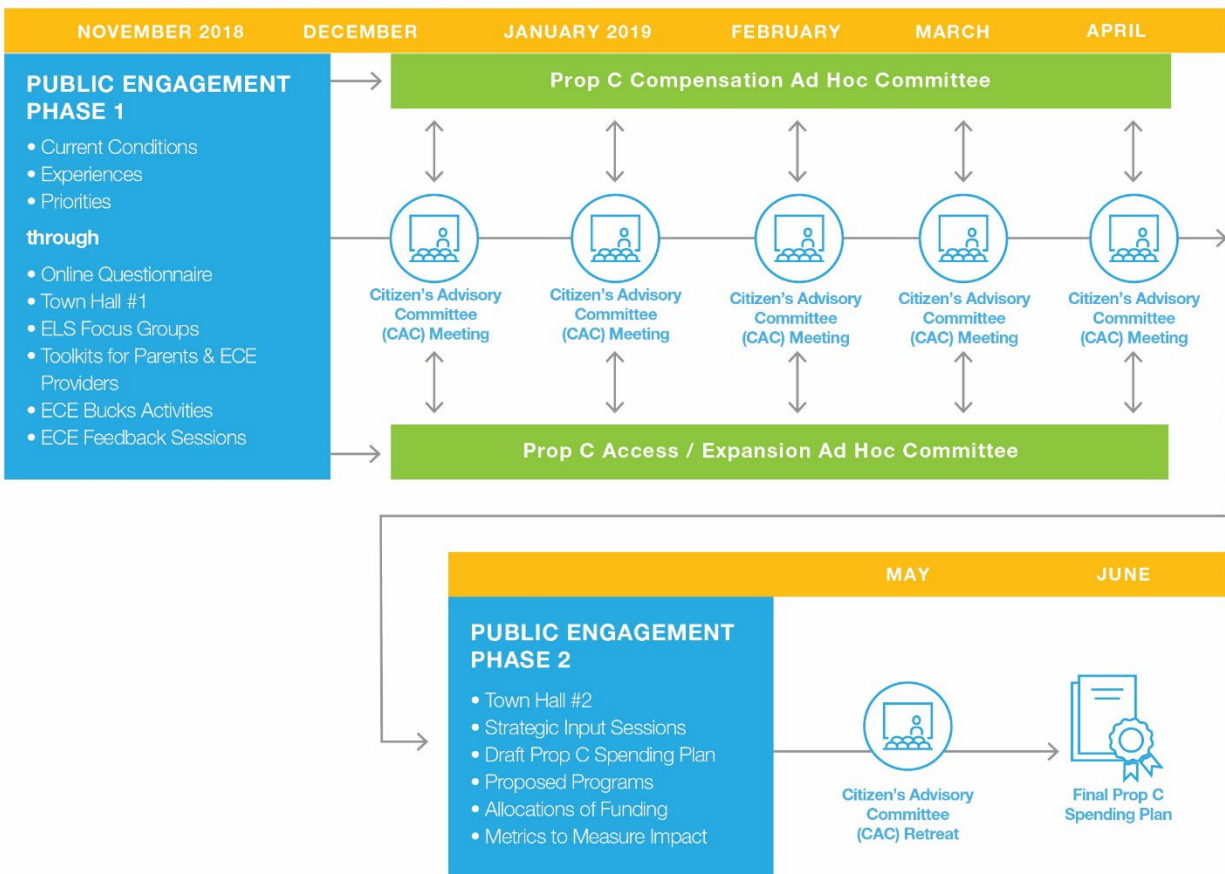 NOVEMBER 2018 DECEMBER JANUARY 2019 FEBRUARY MARCH APRIL
PUBLIC ENGAGEMENT
PHASE 1
• Current Conditions
• Experiences
• Priorities
through
• Online Questionnaire
• Town Hall #1
• ELS Focus Groups
• Toolkits for Parents & ECE
Providers
• ECE Bucks Activities
• ECE Feedback Sessions
Prop C Compensation Ad Hoc Committee
Citizen's Advisory
Committee
(CAC) Meeting
Citizen's Advisory
Committee
(CAC) Meeting
Citizen's Advisory
Committee
(CAC) Meeting
Citizen's Advisory
Committee
(CAC) Meeting
Citizen's Advisory
Committee
(CAC) Meeting
Prop C Access / Expansion Ad Hoc Committee
MAY JUNE
PUBLIC ENGAGEMENT
PHASE 2
• Town Hall #2
• Strategic Input Sessions
• Draft Prop C Spending Plan
• Proposed Programs
• Allocations of Funding
• Metrics to Measure Impact
Citizen's Advisory
Committee
(CAC) Retreat
Final Prop C
Spending Plan